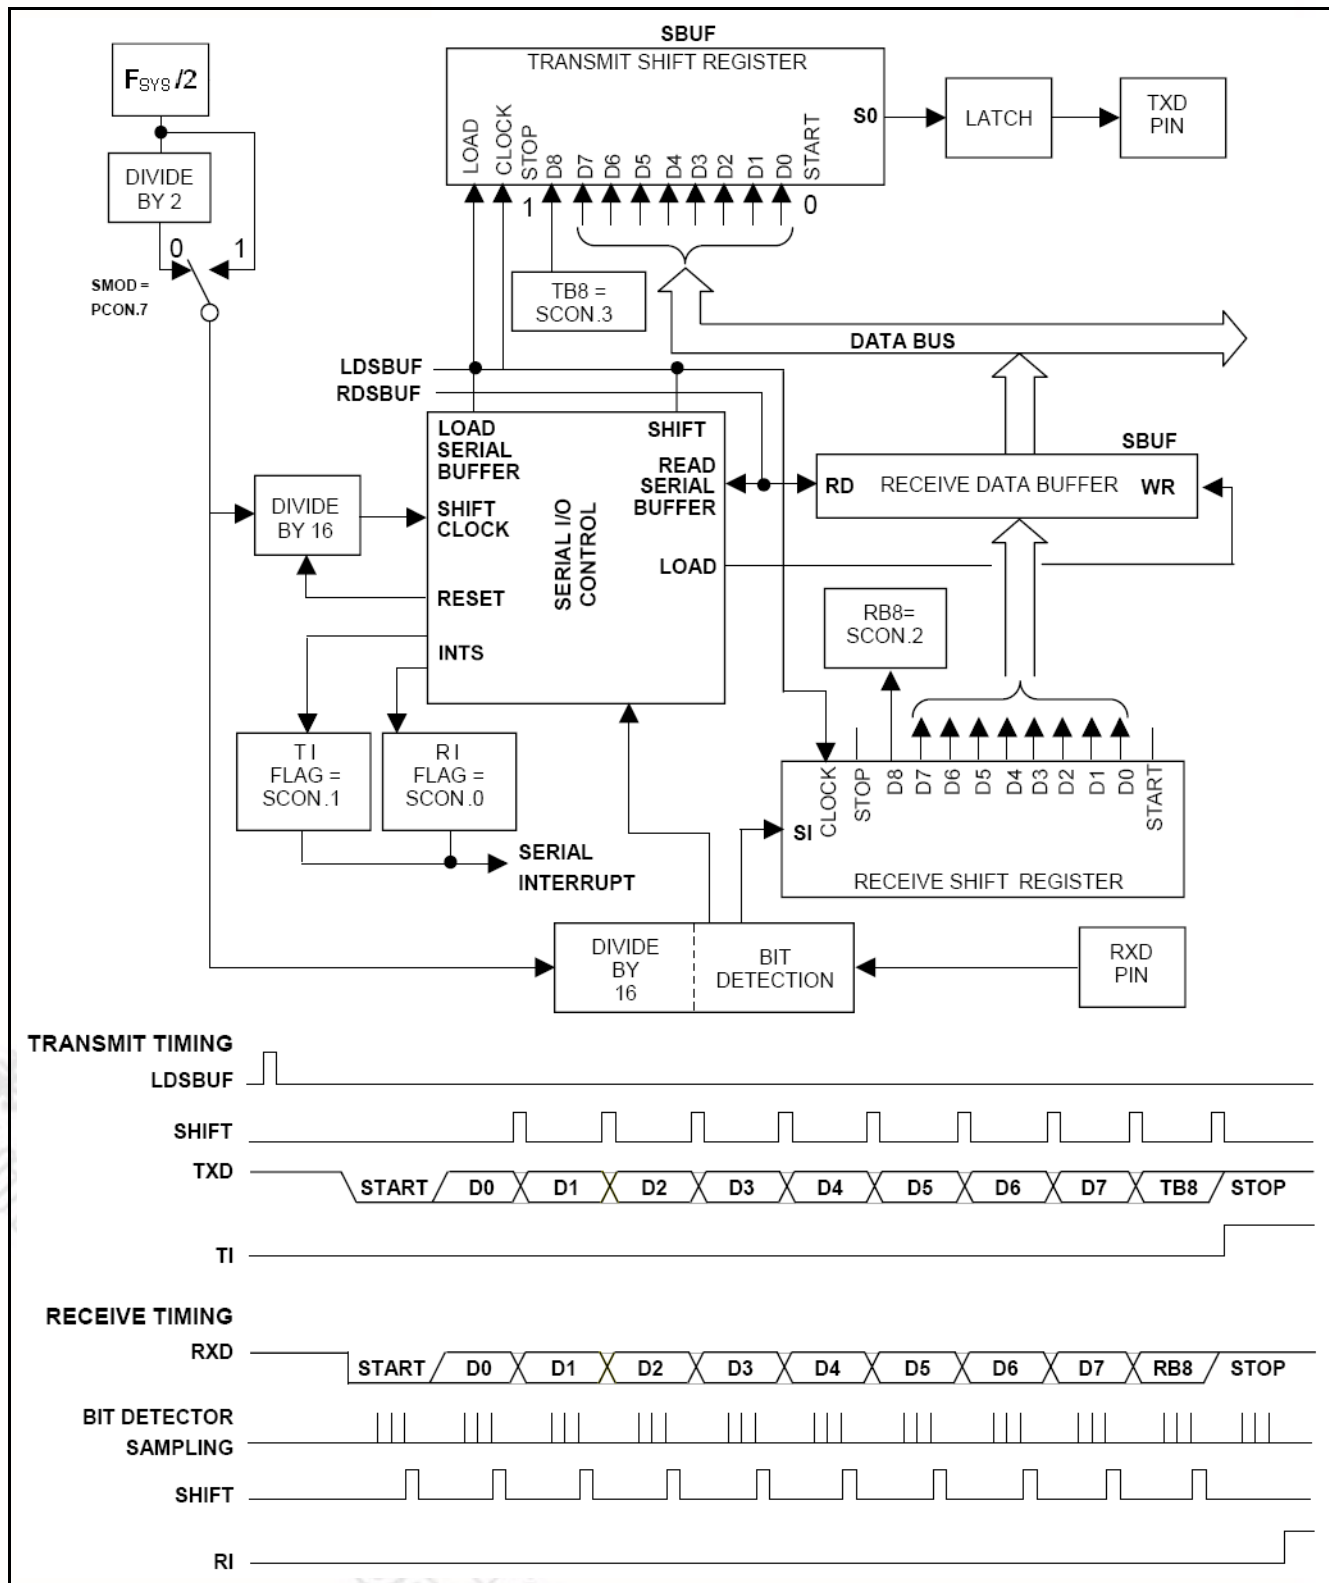 SBUF
TRANSMIT SHIFT REGISTER
FSYS /2
LOAD
CLOCK
STOP
D8
D7
D6
D5
D4
D3
D2
D1
D0
START
S0
LATCH
TXD
PIN
DIVIDE
BY 2
0
1
1
0
SMOD =
PCON.7
TB8 =
SCON.3
DATA BUS
LDSBUF
RDSBUF
LOAD
SERIAL
BUFFER
SHIFT
READ
SERIAL
BUFFER
SHIFT
CLOCK
SERIAL I/O
CONTROL
LOAD
RESET
INTS
DIVIDE
BY 16
SBUF
RD
RECEIVE DATA BUFFER
WR
RB8=
SCON.2
T I
FLAG =
SCON.1
R I
FLAG =
SCON.0
SERIAL
INTERRUPT
SI
CLOCK
STOP
D8
D7
D6
D5
D4
D3
D2
D1
D0
START
RECEIVE SHIFT REGISTER
DIVIDE
BY
16
BIT
DETECTION
RXD
PIN
TRANSMIT TIMING
LDSBUF
SHIFT
TXD
START D0 D1 D2 D3 D4 D5 D6 D7 TB8 STOP
TI
RECEIVE TIMING
RXD
START D0 D1 D2 D3 D4 D5 D6 D7 RB8 STOP
BIT DETECTOR
SAMPLING
SHIFT
RI